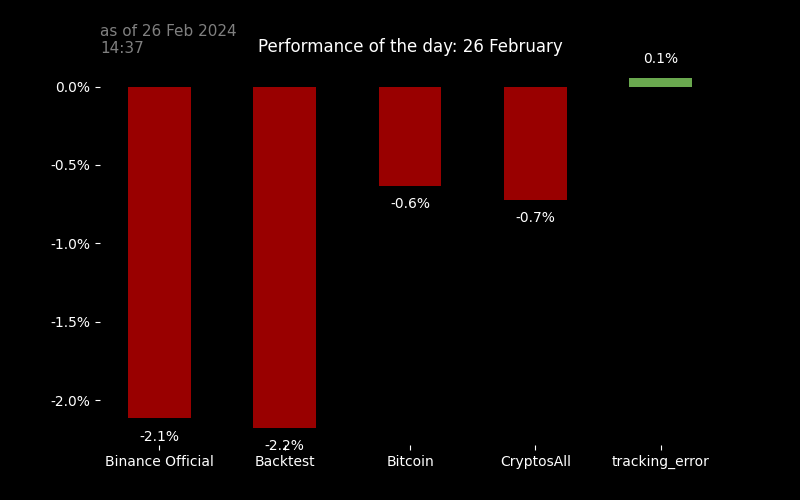 as of 26 Feb 2024
14:37
Performance of the day: 26 February
0.1%
0.0%
-0.5%
-0.6%
-0.7%
-1.0%
-1.5%
-2.0%
-2.1%
-2.2%
Binance Official
Backtest
Bitcoin
CryptosAll
tracking_error